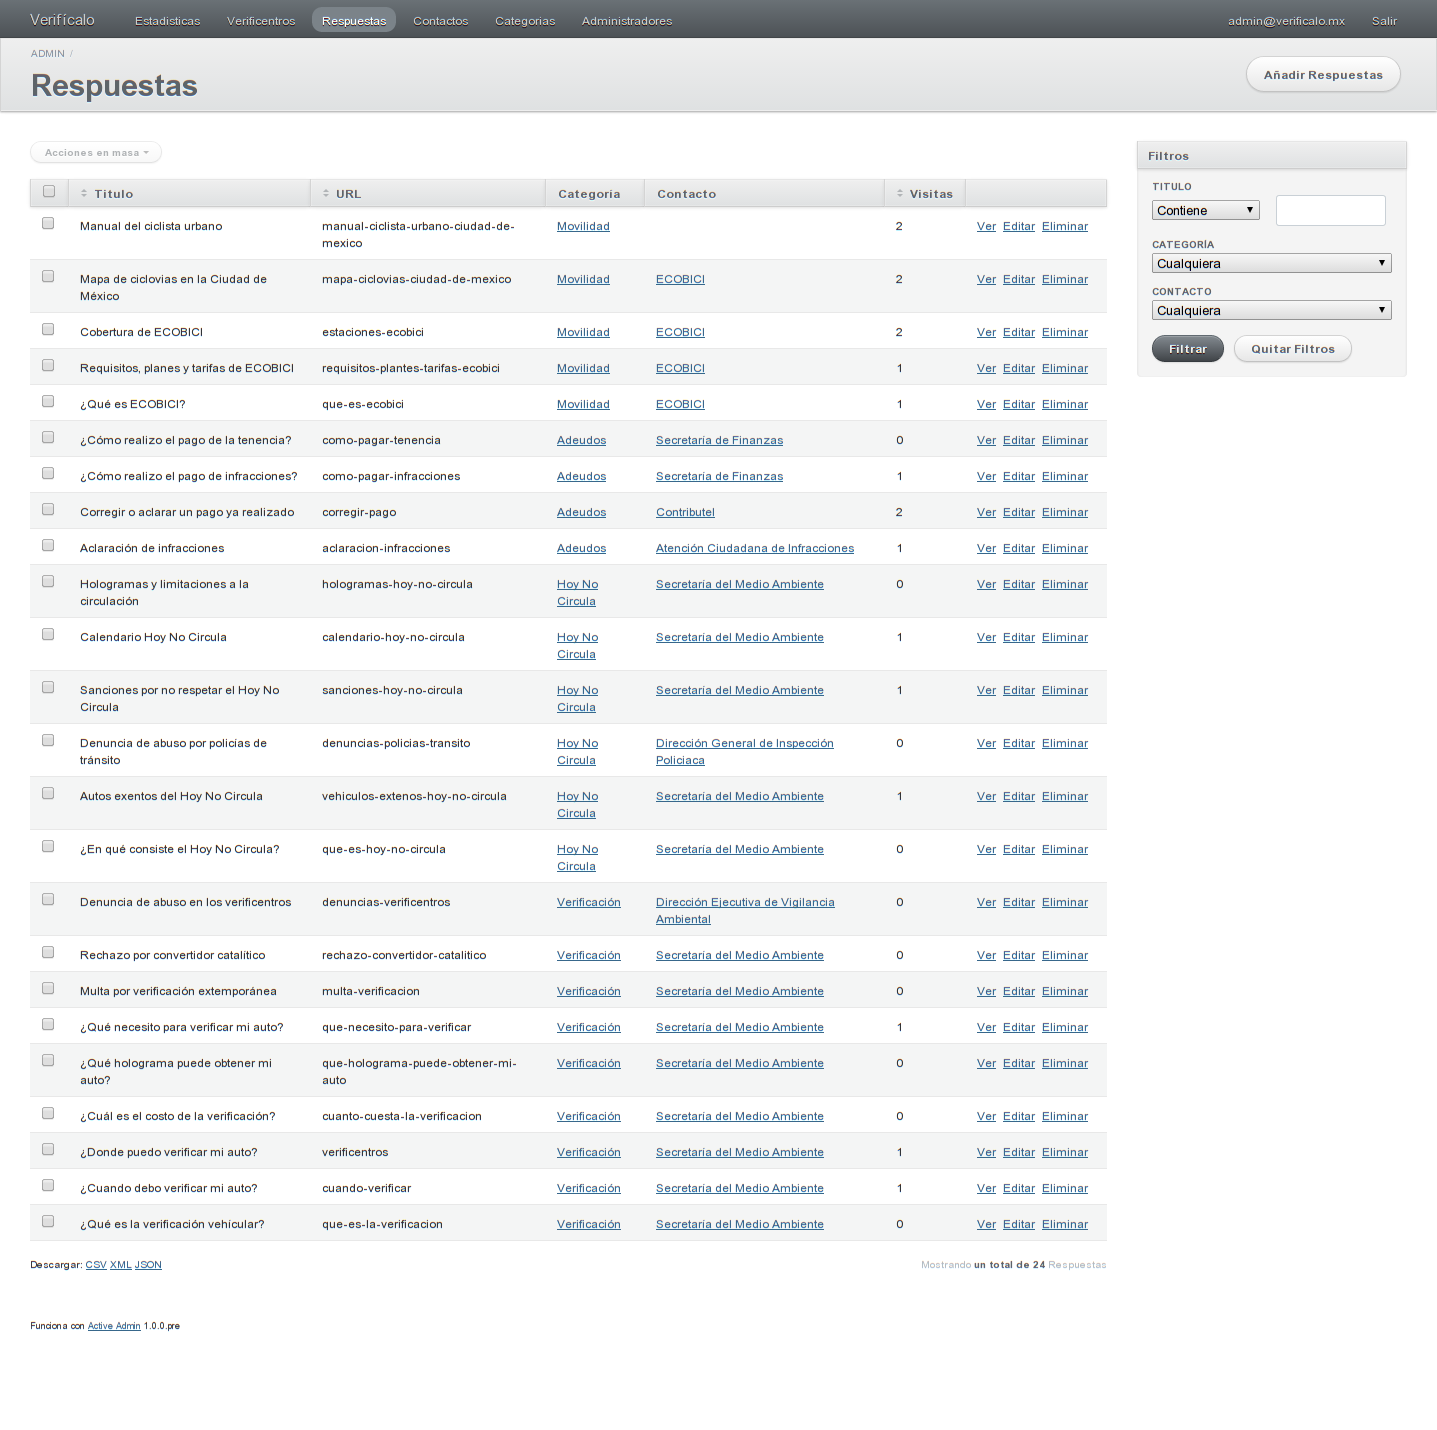 Verifícalo Estadisticas Verificentros Respuestas Contactos Categorias Administradores admin@verificalo.mx Salir
ADMIN /
Respuestas
Añadir Respuestas
Acciones en masa
Titulo URL Categoria Contacto Visitas
Manual del ciclista urbano manual-ciclista-urbano-ciudad-de- Movilidad 2 Ver Editar Eliminar
mexico
Mapa de ciclovias en la Ciudad de mapa-ciclovias-ciudad-de-mexico Movilidad ECOBICI 2 Ver Editar Eliminar
México
Cobertura de ECOBICI estaciones-ecobici Movilidad ECOBICI 2 Ver Editar Eliminar
Requisitos, planes y tarifas de ECOBICI requisitos-plantes-tarifas-ecobici Movilidad ECOBICI 1 Ver Editar Eliminar
¿Qué es ECOBICI? que-es-ecobici Movilidad ECOBICI 1 Ver Editar Eliminar
¿Cómo realizo el pago de la tenencia? como-pagar-tenencia Adeudos Secretaría de Finanzas 0 Ver Editar Eliminar
¿Cómo realizo el pago de infracciones? como-pagar-infracciones Adeudos Secretaría de Finanzas 1 Ver Editar Eliminar
Corregir o aclarar un pago ya realizado corregir-pago Adeudos Contributel 2 Ver Editar Eliminar
Aclaración de infracciones aclaracion-infracciones Adeudos Atención Ciudadana de Infracciones 1 Ver Editar Eliminar
Hologramas y limitaciones a la hologramas-hoy-no-circula Hoy No Secretaría del Medio Ambiente 0 Ver Editar Eliminar
circulación Circula
Calendario Hoy No Circula calendario-hoy-no-circula Hoy No Secretaría del Medio Ambiente 1 Ver Editar Eliminar
Circula
Sanciones por no respetar el Hoy No sanciones-hoy-no-circula Hoy No Secretaría del Medio Ambiente 1 Ver Editar Eliminar
Circula Circula
Denuncia de abuso por policías de denuncias-policias-transito Hoy No Dirección General de Inspección 0 Ver Editar Eliminar
tránsito Circula Policiaca
Autos exentos del Hoy No Circula vehiculos-extenos-hoy-no-circula Hoy No Secretaría del Medio Ambiente 1 Ver Editar Eliminar
Circula
¿En qué consiste el Hoy No Circula? que-es-hoy-no-circula Hoy No Secretaría del Medio Ambiente 0 Ver Editar Eliminar
Circula
Denuncia de abuso en los verificentros denuncias-verificentros Verificación Dirección Ejecutiva de Vigilancia 0 Ver Editar Eliminar
Ambiental
Rechazo por convertidor catalítico rechazo-convertidor-catalitico Verificación Secretaría del Medio Ambiente 0 Ver Editar Eliminar
Multa por verificación extemporánea multa-verificacion Verificación Secretaría del Medio Ambiente 0 Ver Editar Eliminar
¿Qué necesito para verificar mi auto? que-necesito-para-verificar Verificación Secretaría del Medio Ambiente 1 Ver Editar Eliminar
¿Qué holograma puede obtener mi que-holograma-puede-obtener-mi- Verificación Secretaría del Medio Ambiente 0 Ver Editar Eliminar
auto? auto
¿Cuál es el costo de la verificación? cuanto-cuesta-la-verificacion Verificación Secretaría del Medio Ambiente 0 Ver Editar Eliminar
¿Donde puedo verificar mi auto? verificentros Verificación Secretaría del Medio Ambiente 1 Ver Editar Eliminar
¿Cuando debo verificar mi auto? cuando-verificar Verificación Secretaría del Medio Ambiente 1 Ver Editar Eliminar
¿Qué es la verificación vehícular? que-es-la-verificacion Verificación Secretaría del Medio Ambiente 0 Ver Editar Eliminar
Descargar: CSV XML JSON Mostrando un total de 24 Respuestas
Filtros
TITULO
Contiene
CATEGORÍA
Cualquiera
CONTACTO
Cualquiera
Filtrar Quitar Filtros
Funciona con Active Admin 1.0.0.pre